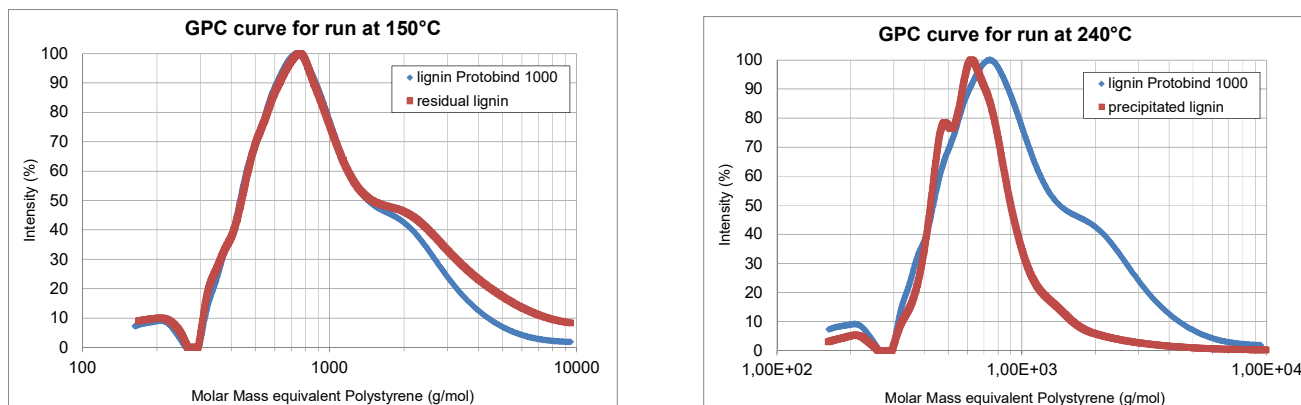 GPC curve for run at 150°C
Intensity (%)
100
90
80
70
60
50
40
30
20
10
0
lignin Protobind 1000
residual lignin
100
1000
10000
Molar Mass equivalent Polystyrene (g/mol)
GPC curve for run at 240°C
Intensity (%)
100
90
80
70
60
50
40
30
20
10
0
lignin Protobind 1000
precipitated lignin
1,00E+02
1,00E+03
1,00E+04
Molar Mass equivalent Polystyrene (g/mol)